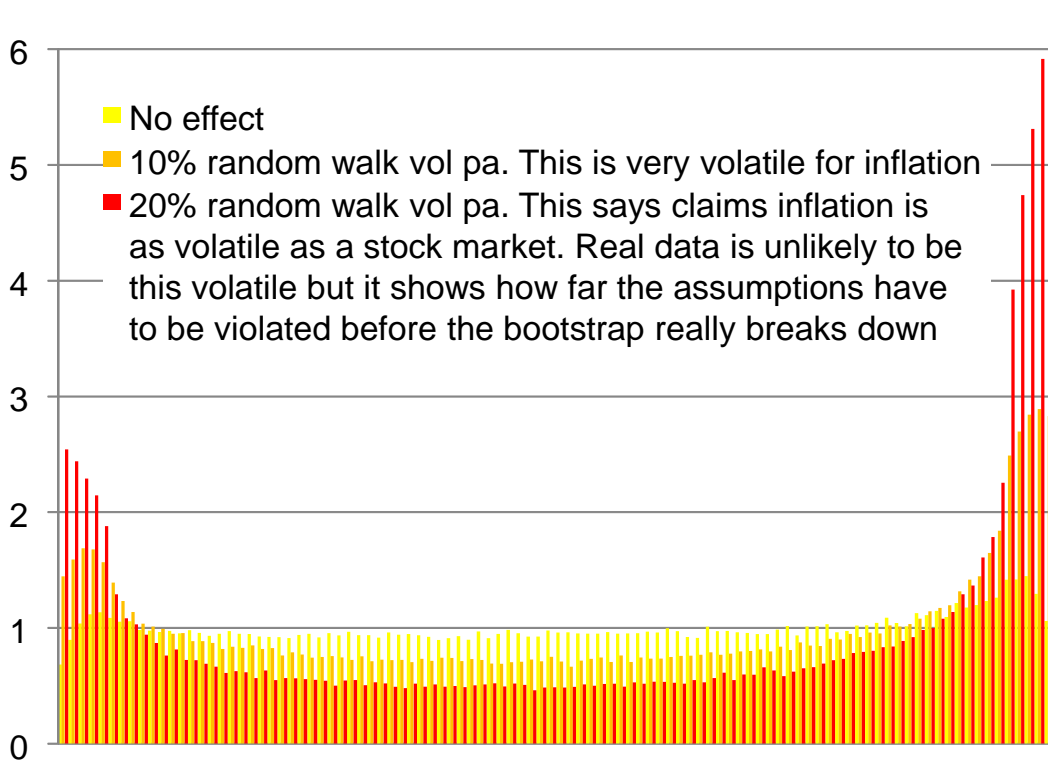 6
No effect
10% random walk vol pa. This is very volatile for inflation
5
20% random walk vol pa. This says claims inflation is
as volatile as a stock market. Real data is unlikely to be
4
this volatile but it shows how far the assumptions have
to be violated before the bootstrap really breaks down
3
2
1
0